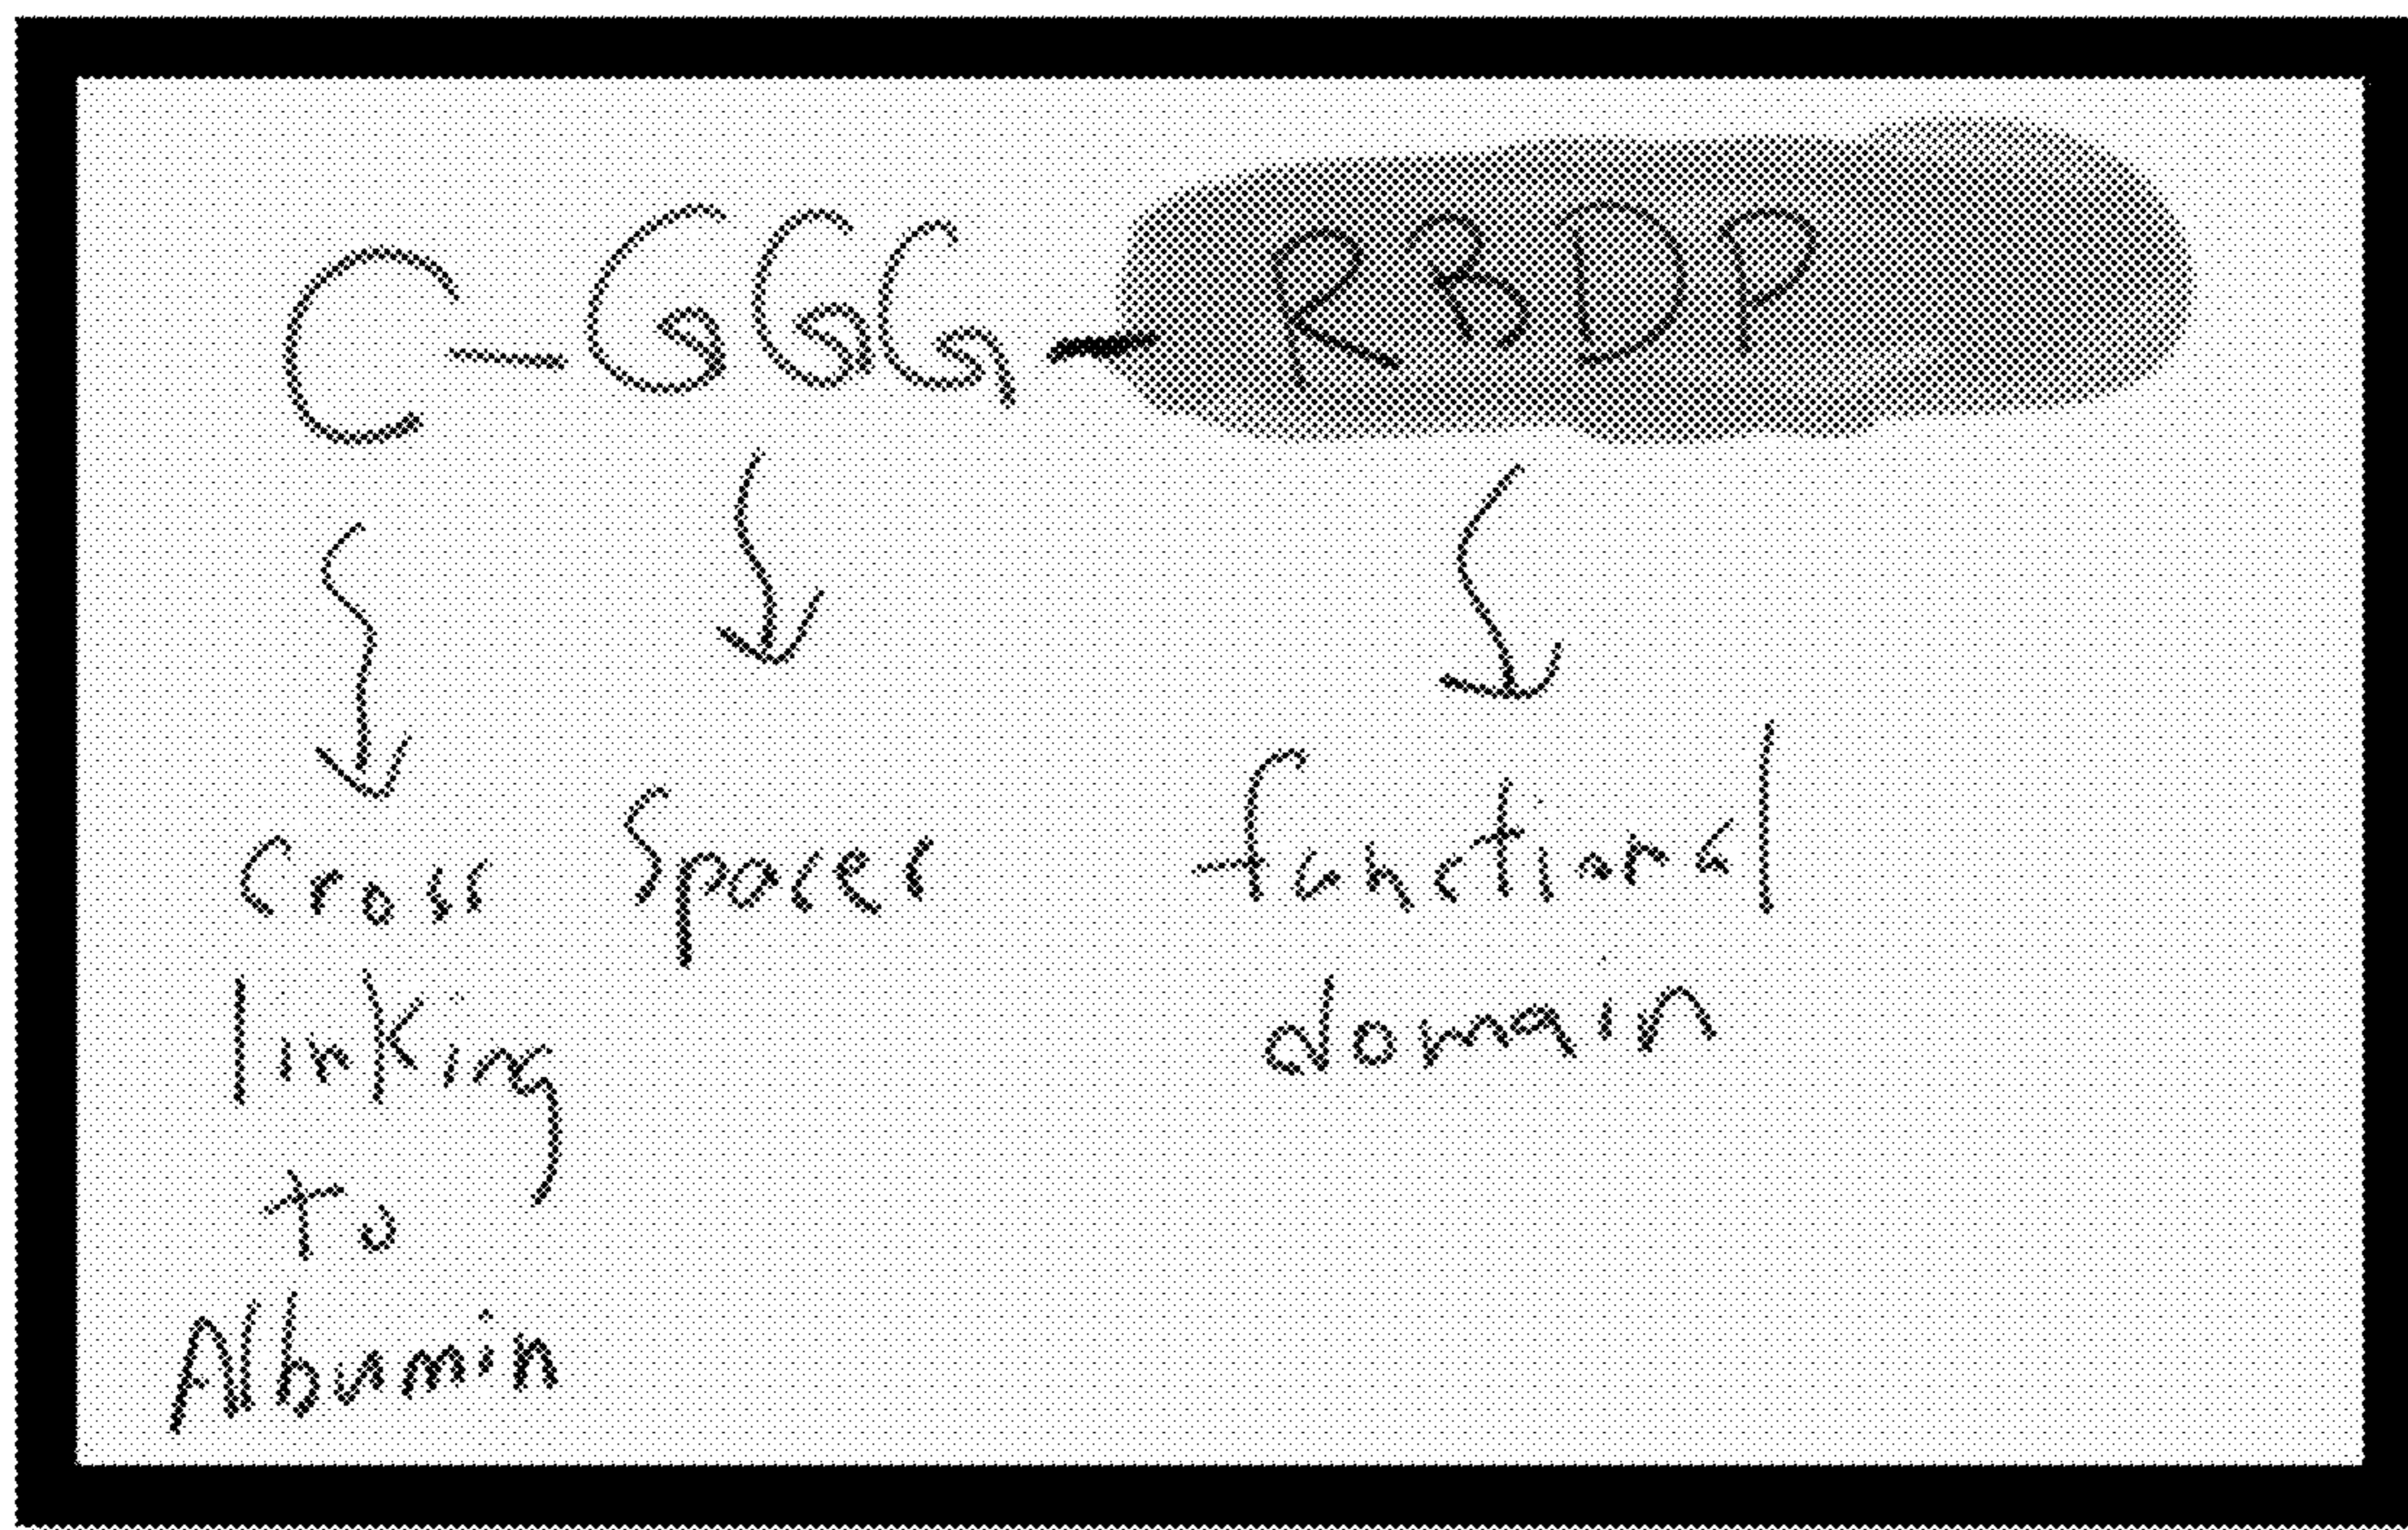 C-GGG-RBDP
Cross Spacer functional
linking domain
to
Albumin